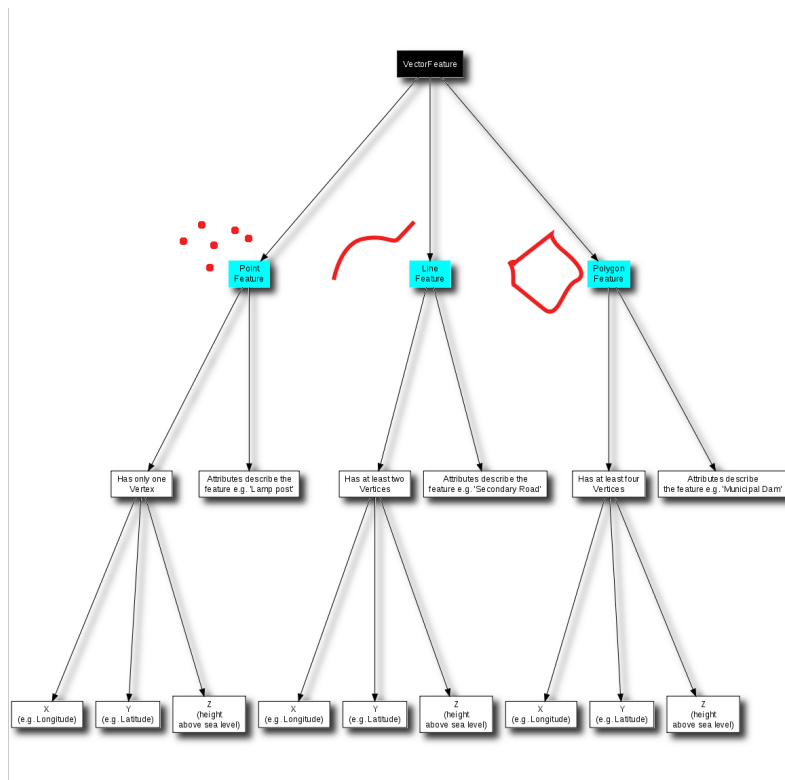 VectorFeature
Point
Feature
Line
Feature
Polygon
Feature
Has only one
Vertex
Attributes describe the
feature e.g. 'Lamp post'
Has at least two
Vertices
Attributes describe the
feature e.g. 'Secondary Road'
Has at least four
Vertices
Attributes describe
the feature e.g. 'Municipal Dam'
X
(e.g. Longitude)
Y
(e.g. Latitude)
Z
(height
above sea level)
X
(e.g. Longitude)
Y
(e.g. Latitude)
Z
(height
above sea level)
X
(e.g. Longitude)
Y
(e.g. Latitude)
Z
(height
above sea level)